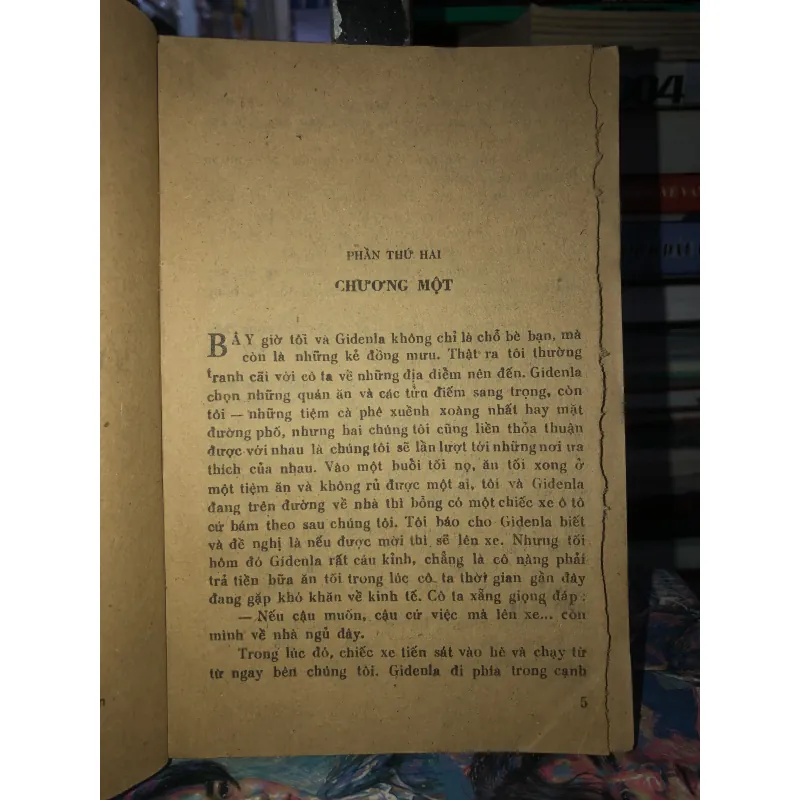 PHẦN THỨ HAI
CHƯƠNG MỘT
BÂY giờ tôi và Gidenla không chỉ là chỗ bè bạn, mà
còn là những kẻ đồng mưu. Thật ra tôi thường
tranh cãi với cô ta về những địa điểm nên đến. Gidenla
chọn những quán ăn và các tửu điếm sang trọng, còn
tôi — những tiệm cà phê xuềnh xoàng nhất hay mặt
đường phố, nhưng hai chúng tôi cũng liền thỏa thuận
được với nhau là chúng tôi sẽ lần lượt tới những nơi ưa
thích của nhau. Vào một buổi tối nọ, ăn tối xong ở
một tiệm ăn và không rủ được một ai, tôi và Gidenla
đang trên đường về nhà thì bỗng có một chiếc xe ô tô
cứ bám theo sau chúng tôi. Tôi báo cho Gidenla biết
và đề nghị là nếu được mời thì sẽ lên xe. Nhưng tối
hôm đó Gidenla rất cáu kỉnh, chẳng là cô nàng phải
trả tiền bữa ăn tối trong lúc cô ta thời gian gần đây
đang gặp khó khăn về kinh tế. Cô ta xẵng giọng đáp:
— Nếu cậu muốn, cậu cứ việc mà lên xe... còn
mình về nhà ngủ đây.
Trong lúc đó, chiếc xe tiến sát vào hè và chạy từ
từ ngay bên chúng tôi. Gidenla đi phía trong cạnh
5